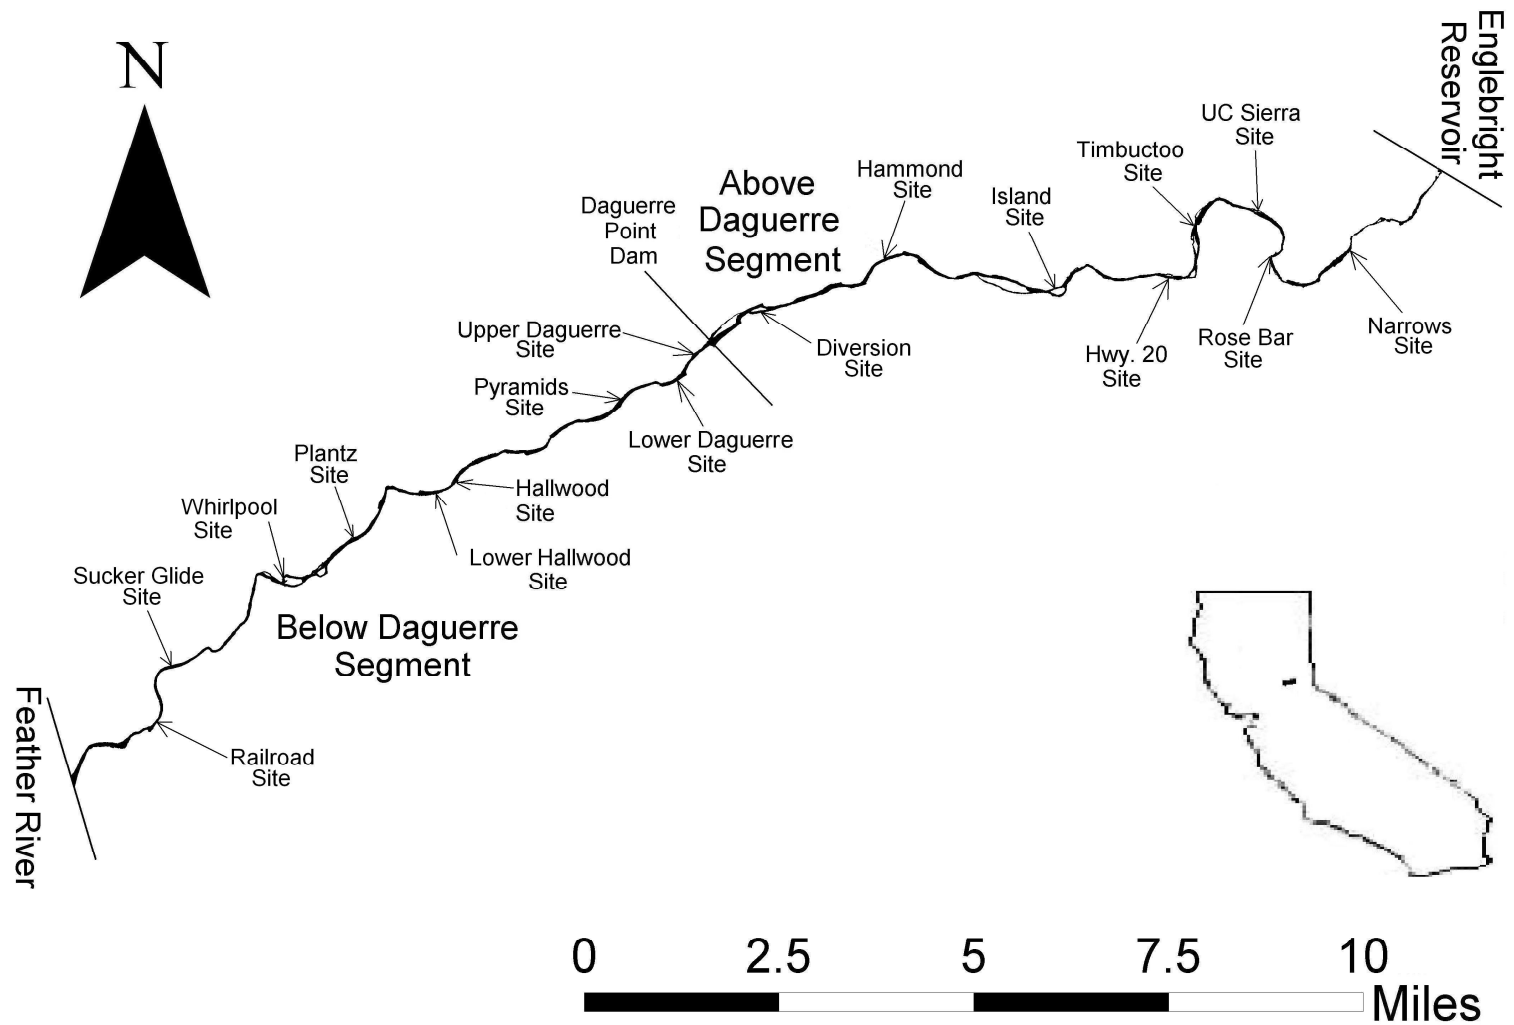 N
Englebright
Reservoir
UC Sierra
Site
Timbuctoo
Site
Hammond
Site
Above
Daguerre
Segment
Island
Site
Daguerre
Point
Dam
Upper Daguerre
Site
Diversion
Site
Hwy. 20
Site
Rose Bar
Site
Narrows
Site
Pyramids
Site
Lower Daguerre
Site
Plantz
Site
Hallwood
Site
Whirlpool
Site
Lower Hallwood
Site
Sucker Glide
Site
Below Daguerre
Segment
Feather River
Railroad
Site
0 2.5 5 7.5 10
Miles